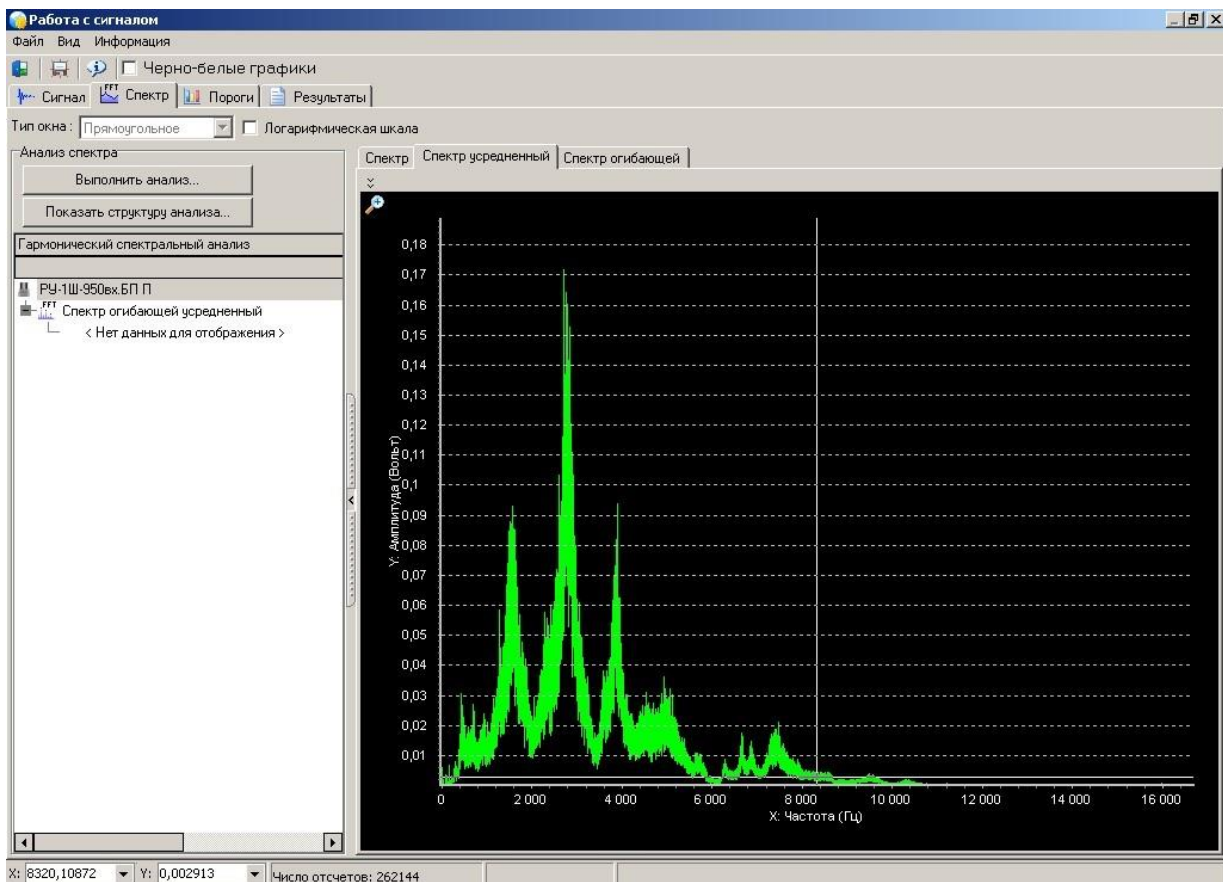 Работа с сигналом
Файл Вид Информация
Черно-белые графики
Сигнал Спектр Пороги Результаты
Тип окна : Прямоугольное Логарифмическая шкала
Анализ спектра
Выполнить анализ...
Показать структуру анализа...
Гармонический спектральный анализ
РУ-1Ш-950вх.БП П
FFT Спектр огибающей усредненный
< Нет данных для отображения >
Спектр Спектр усредненный Спектр огибающей
0,18
0,17
0,16
0,15
0,14
0,13
0,12
0,11
0,1
0,09
0,08
0,07
0,06
0,05
0,04
0,03
0,02
0,01
Y: Амплитуда (Вольт)
0 2 000 4 000 6 000 8 000 10 000 12 000 14 000 16 000
X: Частота (Гц)
X: 8320,10872 Y: 0,002913 Число отсчетов: 262144